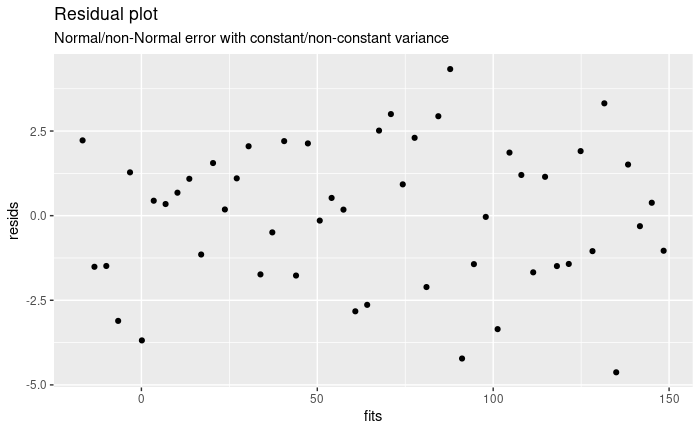 Residual plot
Normal/non-Normal error with constant/non-constant variance
2.5
0.0
-2.5
-5.0
resids
0
50
100
150
fits